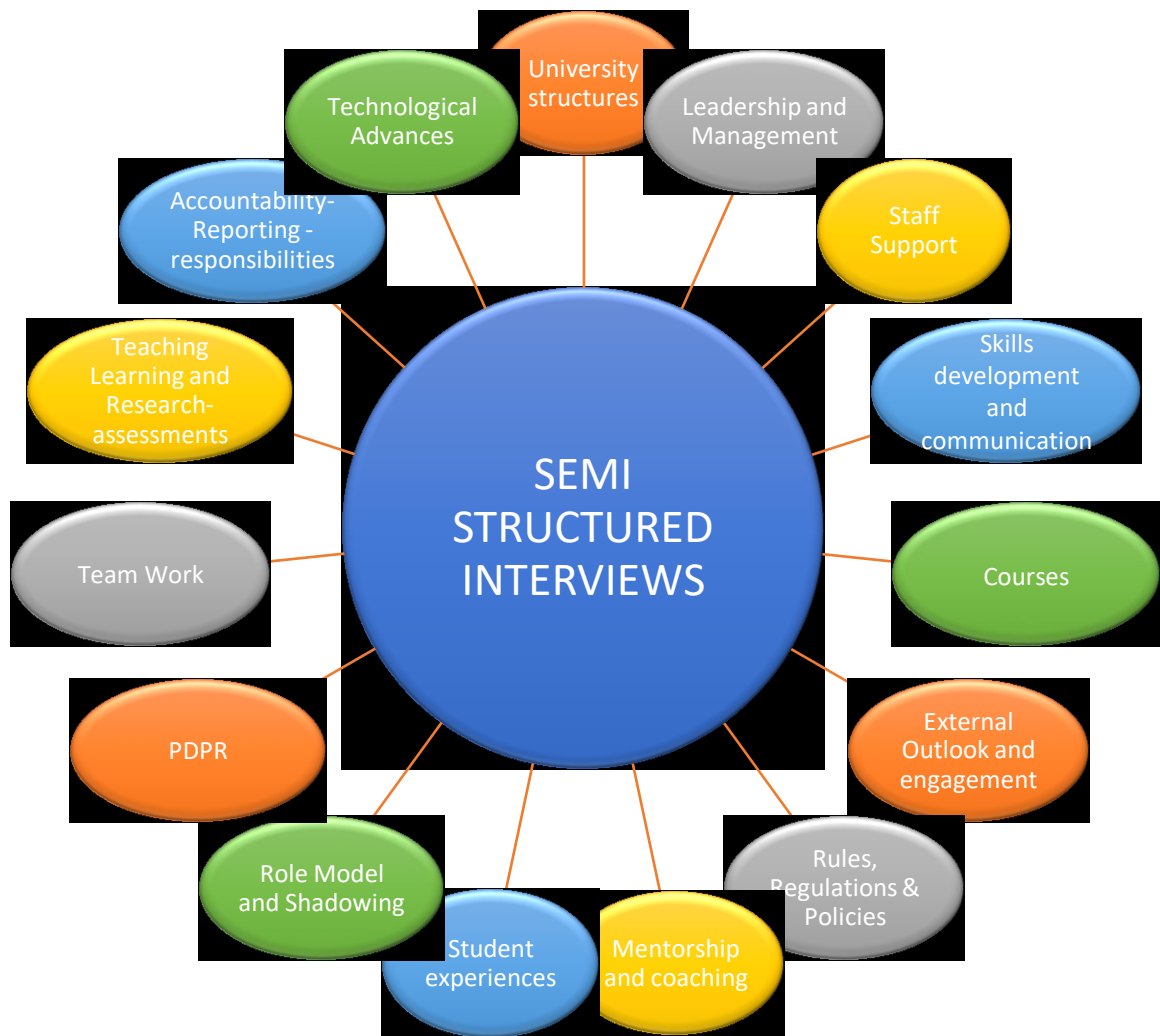 University
structures
Leadership and
Management
Staff
Support
Skills
development
and
communication
Courses
External
Outlook and
engagement
Rules,
Regulations &
Policies
Mentorship
and coaching
Student
experiences
Role Model
and Shadowing
PDPR
Team Work
Teaching
Learning and
Research-
assessments
Accountability-
Reporting -
responsibilities
Technological
Advances
SEMI
STRUCTURED
INTERVIEWS